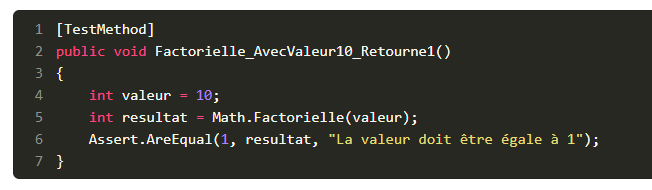 1 [TestMethod]
2 public void Factorielle_AvecValeur10_Retourne1()
3 {
4     int valeur = 10;
5     int resultat = Math.Factorielle(valeur);
6     Assert.AreEqual(1, resultat, "La valeur doit être égale à 1");
7 }